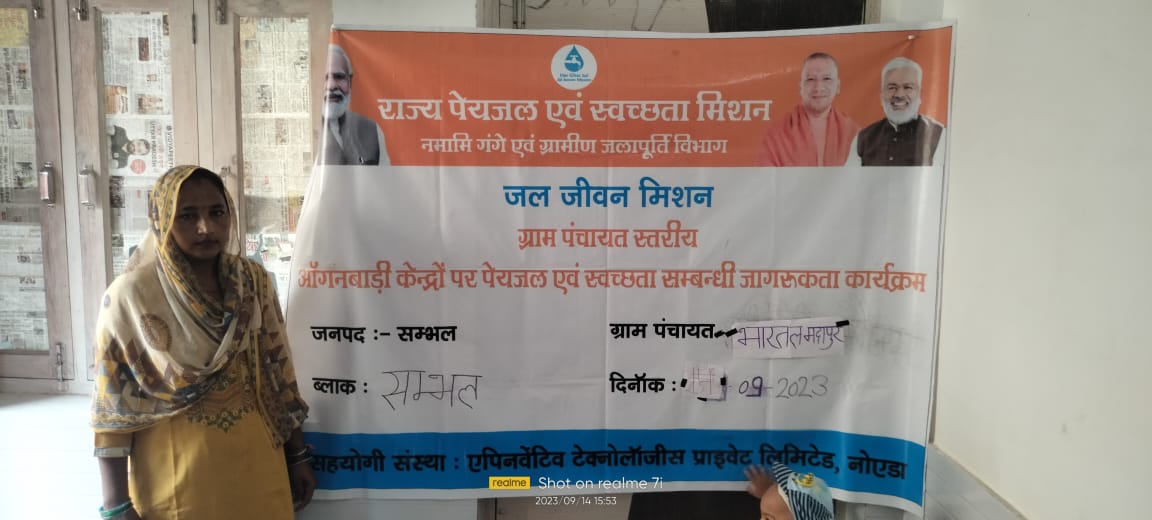 राज्य पेयजल एवं स्वच्छता मिशन
नमामि गंगे एवं ग्रामीण जलापूर्ति विभाग
जल जीवन मिशन
ग्राम पंचायत स्तरीय
ऑगनबाड़ी केन्द्रों पर पेयजल एवं स्वच्छता सम्बन्धी जागरूकता कार्यक्रम
जनपद :- सम्भल
ग्राम पंचायत
ब्लाक : सम्भल
दिनॉक : 09-2023
सहयोगी संस्था : एपिनवेंटिव टेक्नोलॉजीस प्राइवेट लिमिटेड, नोएडा
realme Shot on realme 7i
2023/09/14 15:53